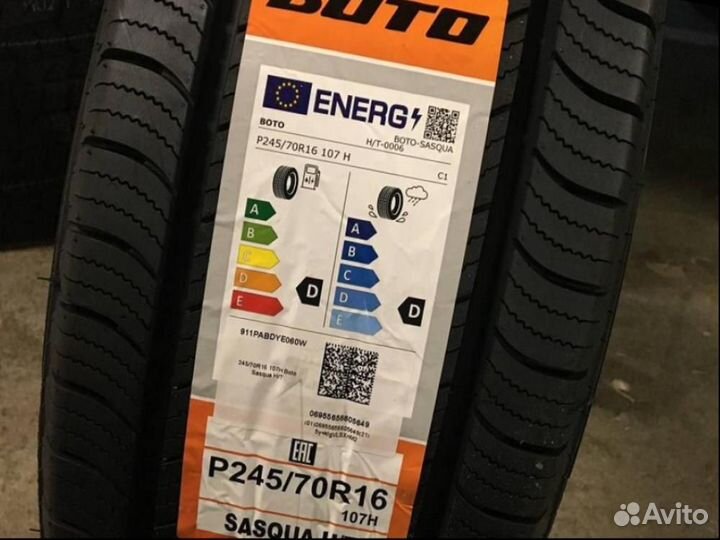 BOTO
ENERG
BOTO
BOTO-SASQUA
H/T-0006
P245/70R16 107 H
C1
A
B
C
D
E
D
A
B
C
D
E
D
911PABDYE060W
245/70R16 107H Boto
Sasqua H/T
06955656605649
EAC
P245/70R16
107H
SASQUA H/T
Avito